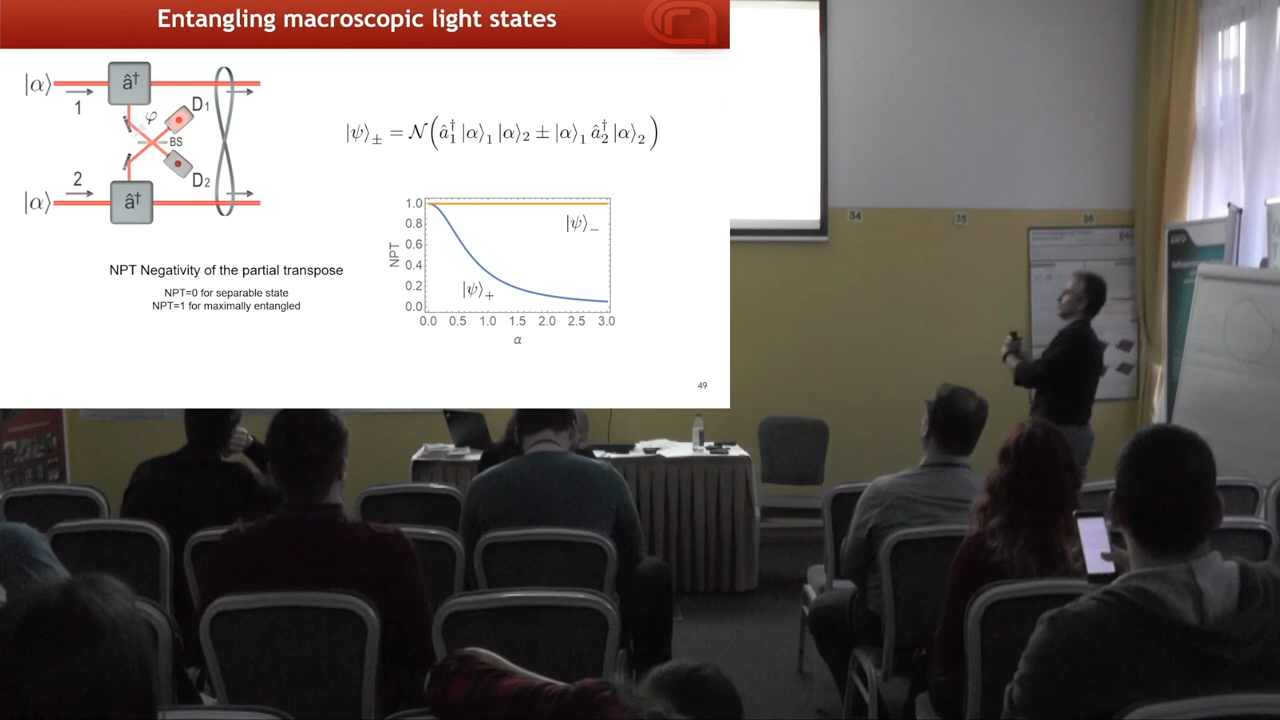 Entangling macroscopic light states
|α⟩
1
â†
φ
D1
BS
D2
2
|α⟩
â†
|ψ⟩± = 𝒩(â†₁ |α⟩₁ |α⟩₂ ± |α⟩₁ â†₂ |α⟩₂)
NPT Negativity of the partial transpose
NPT=0 for separable state
NPT=1 for maximally entangled
NPT
1.0
0.8
0.6
0.4
0.2
0.0
|ψ⟩−
|ψ⟩+
0.0 0.5 1.0 1.5 2.0 2.5 3.0
α
49
34
35
36